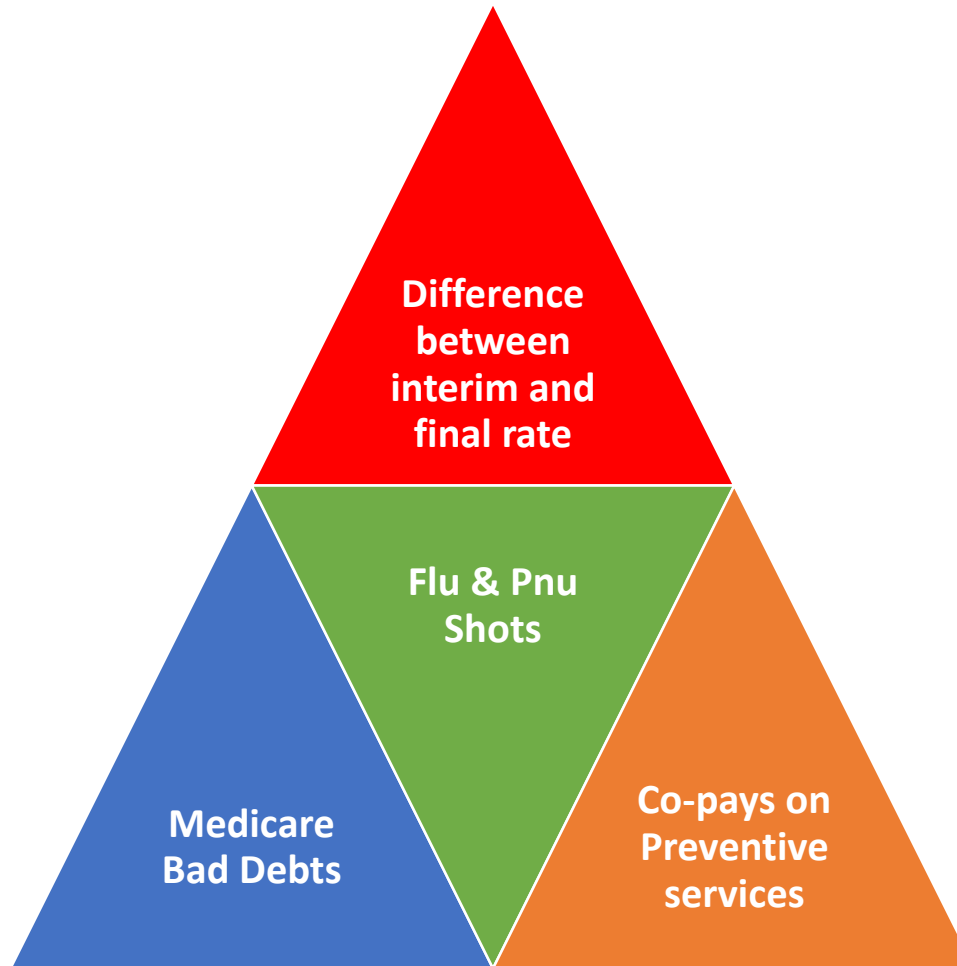 Difference
between
interim and
final rate
Flu & Pnu
Shots
Medicare
Bad Debts
Co-pays on
Preventive
services